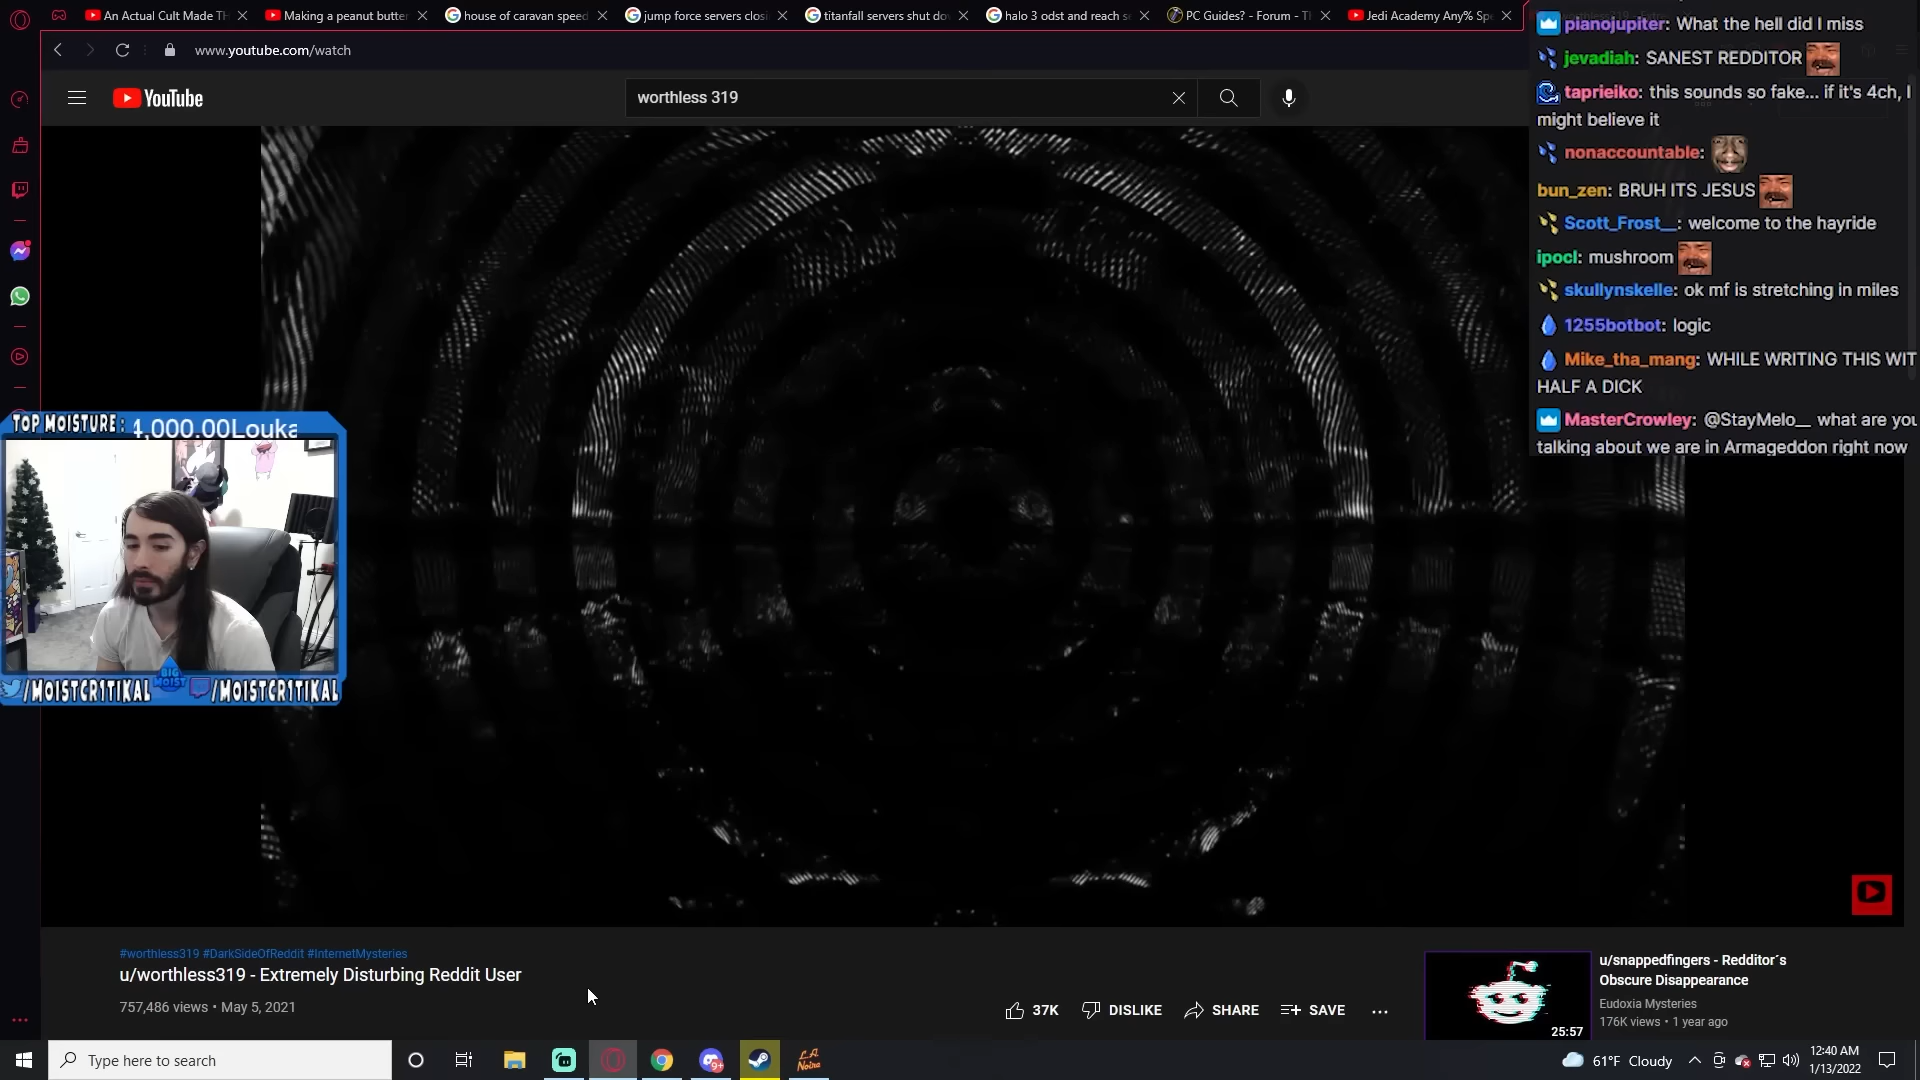 An Actual Cult Made Th
Making a peanut butter
house of caravan speed
jump force servers closi
titanfall servers shut do
halo 3 odst and reach s
PC Guides? - Forum - T
Jedi Academy Any% Sp
www.youtube.com/watch
YouTube
worthless 319
pianojupiter: What the hell did I miss
jevadiah: SANEST REDDITOR
taprieiko: this sounds so fake... if it's 4ch, I
might believe it
nonaccountable:
bun_zen: BRUH ITS JESUS
Scott_Frost__: welcome to the hayride
ipocl: mushroom
skullynskelle: ok mf is stretching in miles
1255botbot: logic
Mike_tha_mang: WHILE WRITING THIS WIT
HALF A DICK
MasterCrowley: @StayMelo__ what are you
talking about we are in Armageddon right now
TOP MOISTURE: 4,000.00Louka
BIG
MOIST
/MOISTCR1TIKAL /MOISTCR1TIKAL
#worthless319 #DarkSideOfReddit #InternetMysteries
u/worthless319 - Extremely Disturbing Reddit User
757,486 views • May 5, 2021
37K DISLIKE SHARE SAVE
u/snappedfingers - Redditor´s
Obscure Disappearance
Eudoxia Mysteries
176K views • 1 year ago
25:57
Type here to search
9+
L.A.
Noire
61°F Cloudy
12:40 AM
1/13/2022